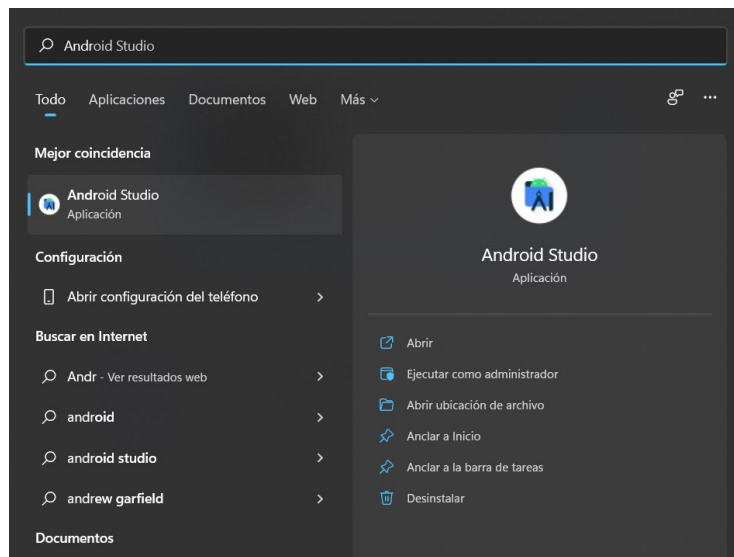 Android Studio
Todo Aplicaciones Documentos Web Más
Mejor coincidencia
Android Studio
Aplicación
Configuración
Abrir configuración del teléfono
Buscar en Internet
Andr - Ver resultados web
android
android studio
andrew garfield
Documentos
Android Studio
Aplicación
Abrir
Ejecutar como administrador
Abrir ubicación de archivo
Anclar a Inicio
Anclar a la barra de tareas
Desinstalar